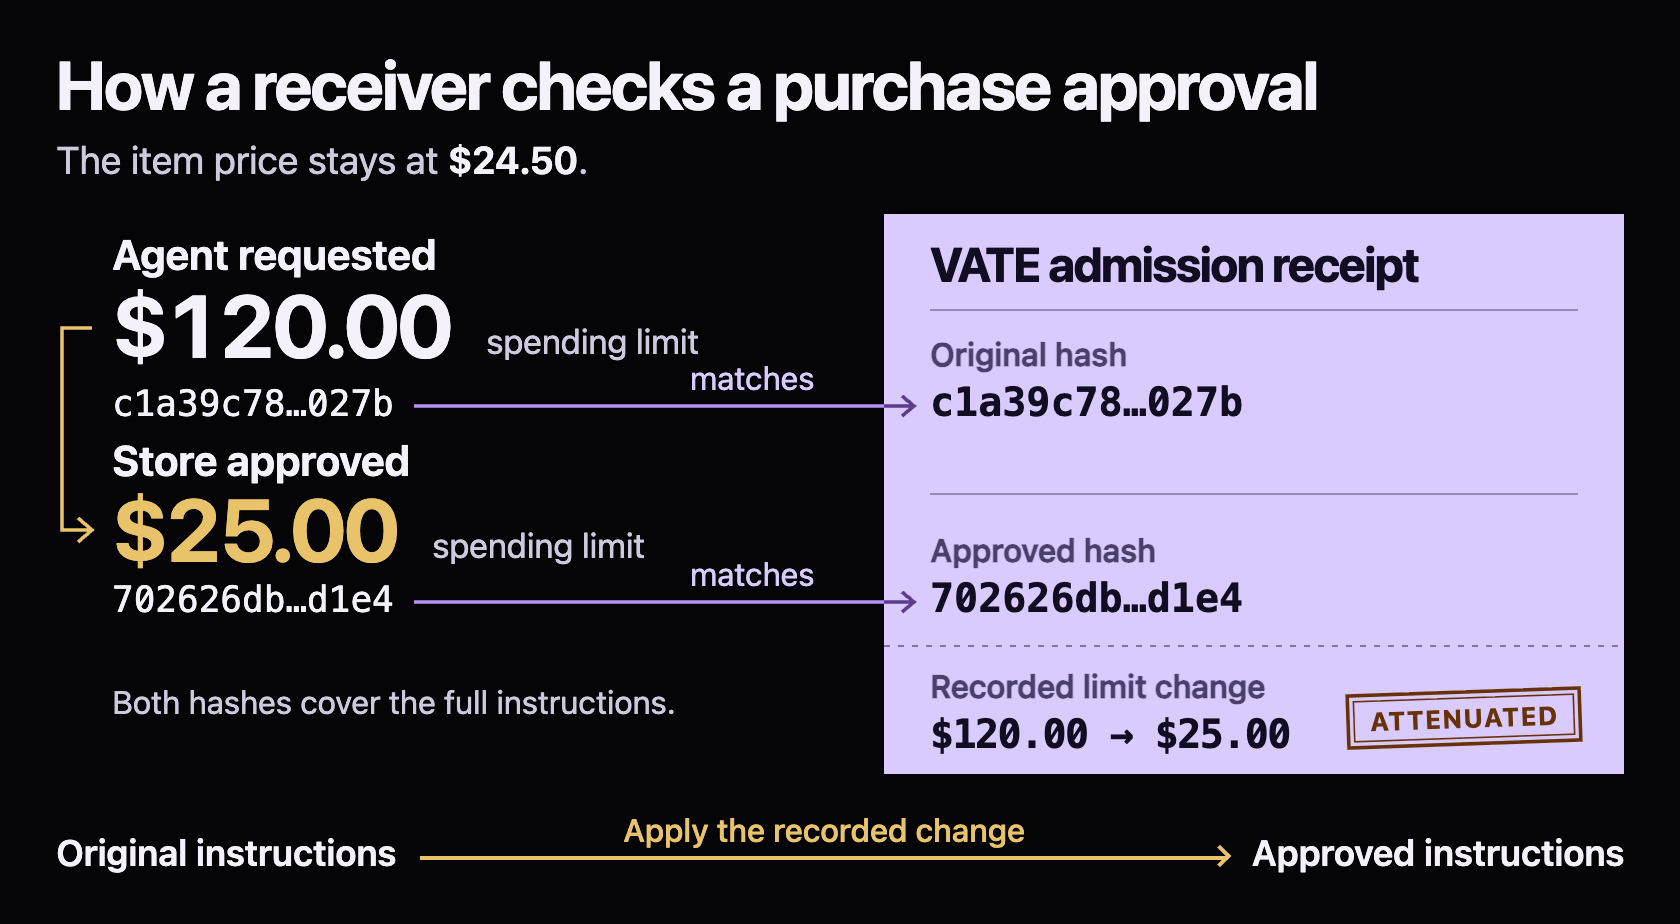 How a receiver checks a purchase approval
The item price stays at $24.50.
Agent requested
$120.00 spending limit
matches
c1a39c78…027b
Store approved
$25.00 spending limit
matches
702626db…d1e4
Both hashes cover the full instructions.
VATE admission receipt
Original hash
c1a39c78…027b
Approved hash
702626db…d1e4
Recorded limit change
$120.00 → $25.00
ATTENUATED
Original instructions
Apply the recorded change
Approved instructions